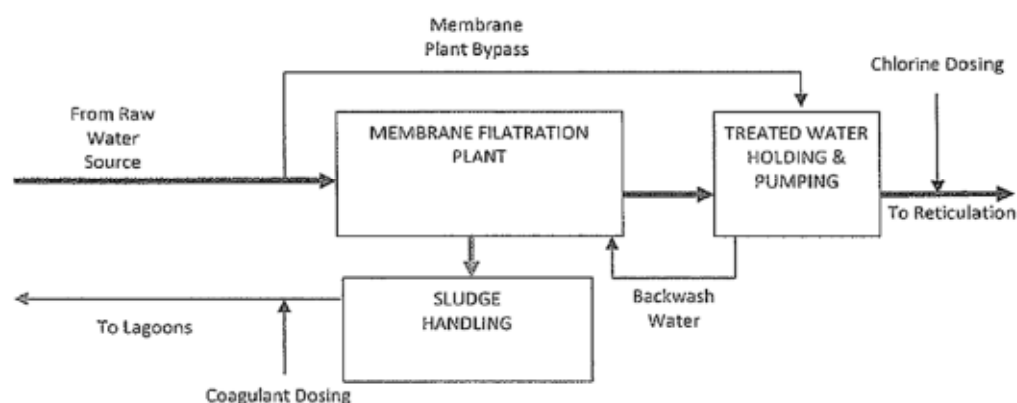 Membrane
Plant Bypass
Chlorine Dosing
From Raw
Water
Source
MEMBRANE FILATRATION
PLANT
TREATED WATER
HOLDING &
PUMPING
To Reticulation
Backwash
Water
SLUDGE
HANDLING
To Lagoons
Coagulant Dosing